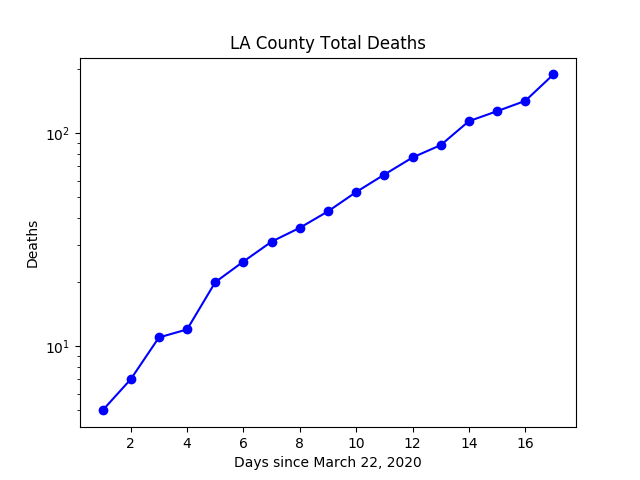 LA County Total Deaths
Deaths
10²
10¹
2 4 6 8 10 12 14 16
Days since March 22, 2020